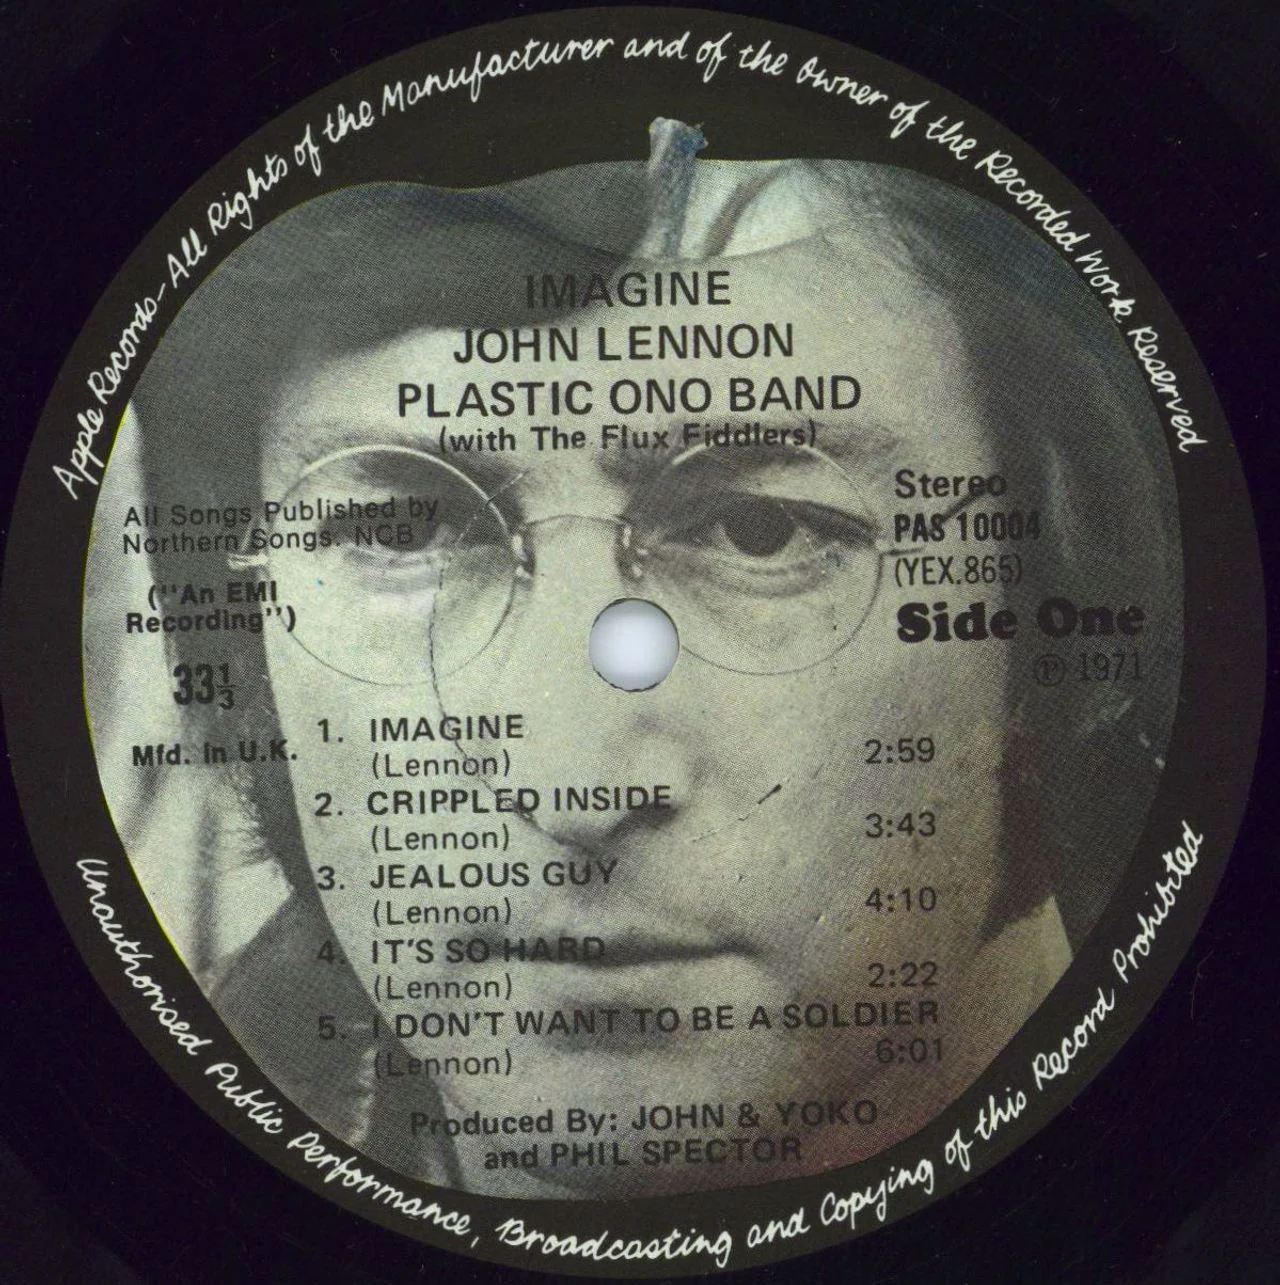 Apple Records-All Rights of the Manufacturer and of the Owner of the Recorded Work Reserved
IMAGINE
JOHN LENNON
PLASTIC ONO BAND
(with The Flux Fiddlers)
All Songs Published by
Northern Songs. NCB
("An EMI
Recording")
33⅓
Mfd. In U.K.
Stereo
PAS 10004
(YEX.865)
Side One
℗ 1971
1. IMAGINE
(Lennon) 2:59
2. CRIPPLED INSIDE
(Lennon) 3:43
3. JEALOUS GUY
(Lennon) 4:10
4. IT'S SO HARD
(Lennon) 2:22
5. I DON'T WANT TO BE A SOLDIER
(Lennon) 6:01
Produced By: JOHN & YOKO
and PHIL SPECTOR
Unauthorised Public Performance, Broadcasting and Copying of this Record Prohibited